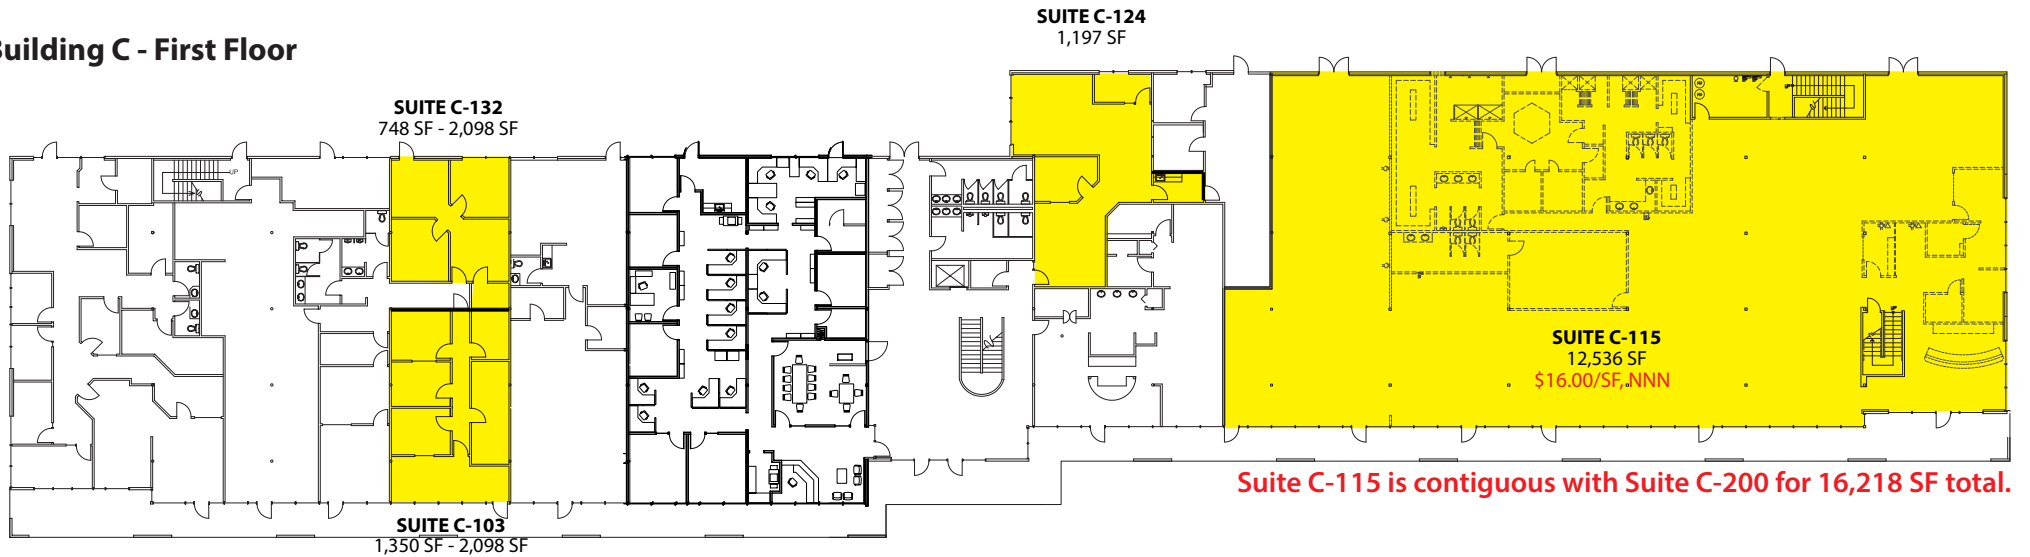 SUITE C-124
1,197 SF
Building C - First Floor
SUITE C-132
748 SF - 2,098 SF
UP
SUITE C-115
12,536 SF
$16.00/SF, NNN
Suite C-115 is contiguous with Suite C-200 for 16,218 SF total.
SUITE C-103
1,350 SF - 2,098 SF